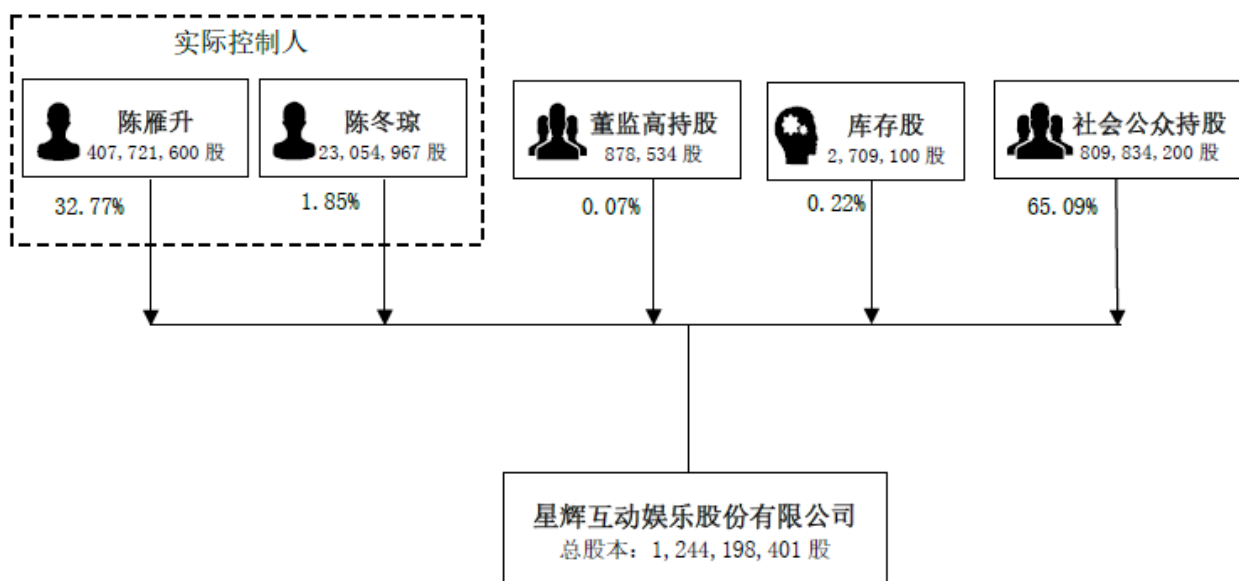 实际控制人
陈雁升
407,721,600 股
陈冬琼
23,054,967 股
董监高持股
878,534 股
库存股
2,709,100 股
社会公众持股
809,834,200 股
32.77%
1.85%
0.07%
0.22%
65.09%
星辉互动娱乐股份有限公司
总股本：1,244,198,401 股